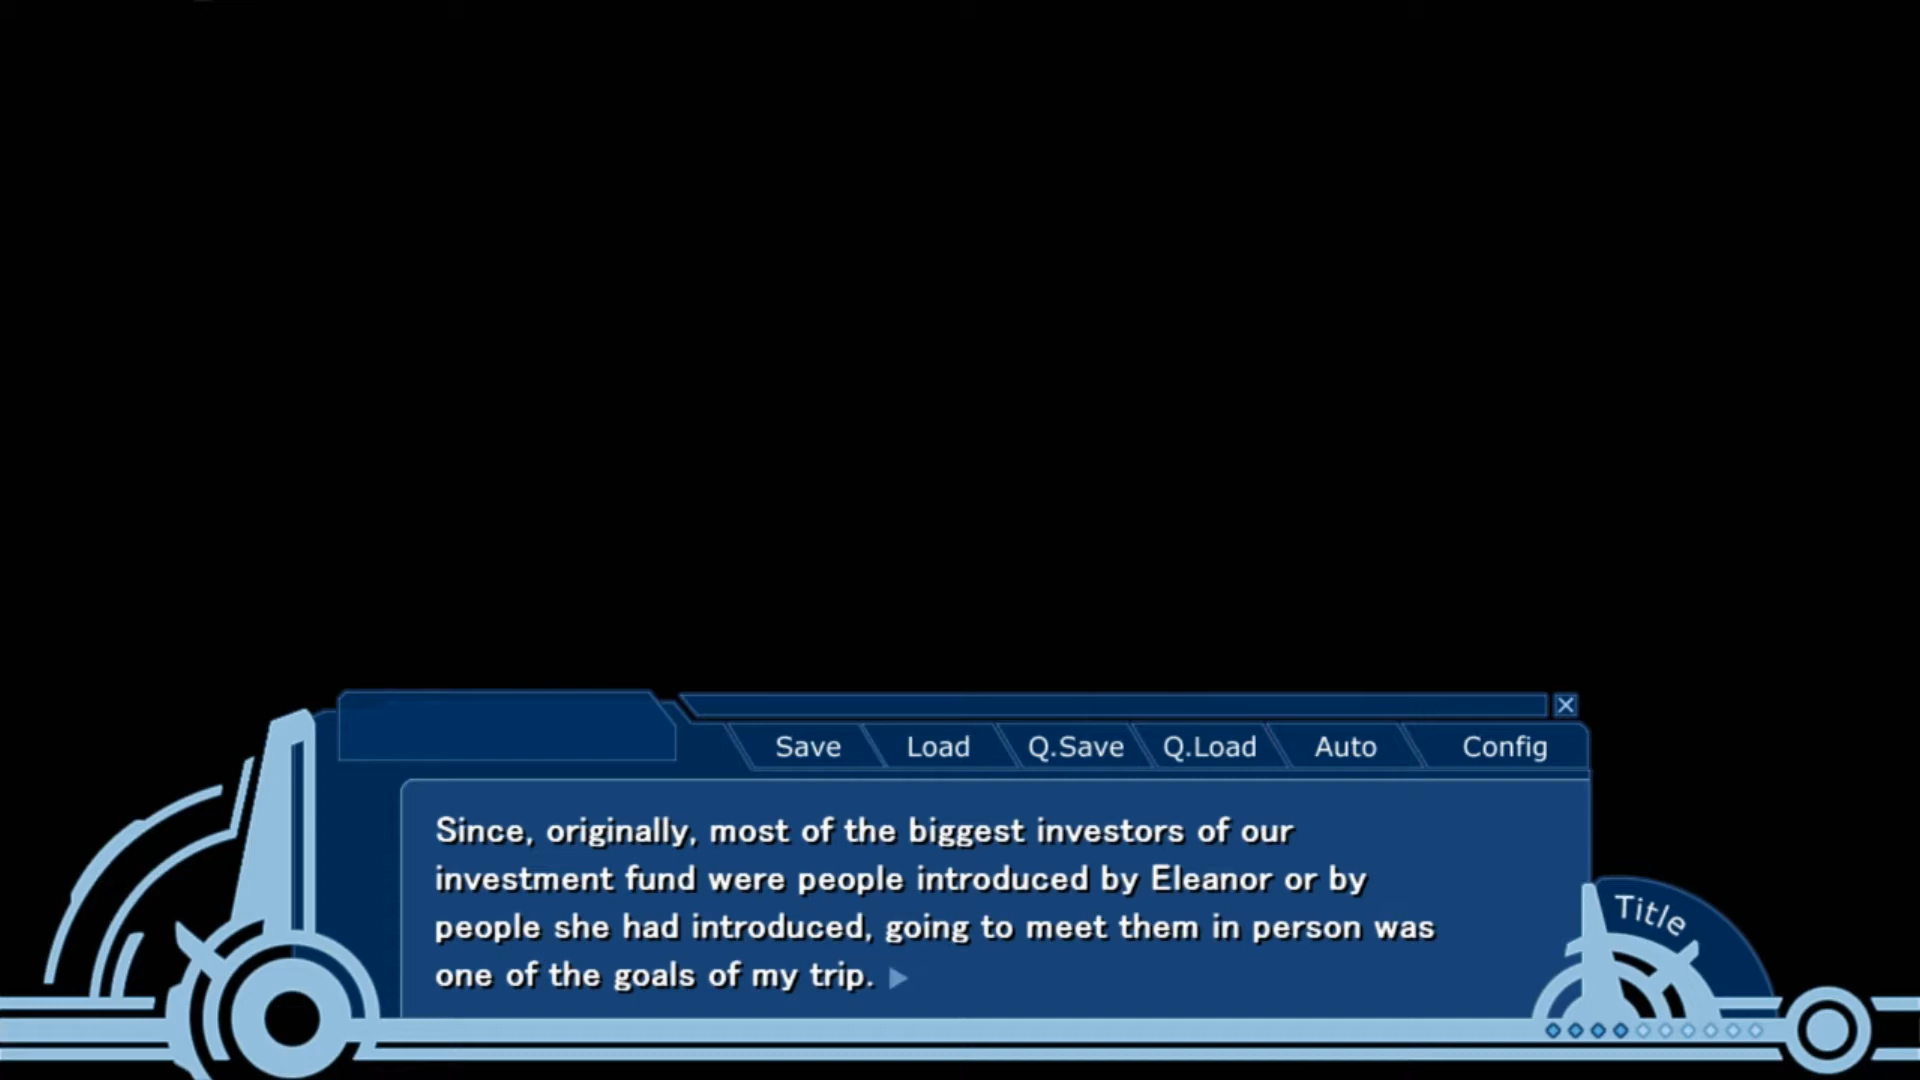 Save Load Q.Save Q.Load Auto Config
Since, originally, most of the biggest investors of our
investment fund were people introduced by Eleanor or by
people she had introduced, going to meet them in person was
one of the goals of my trip.
Title